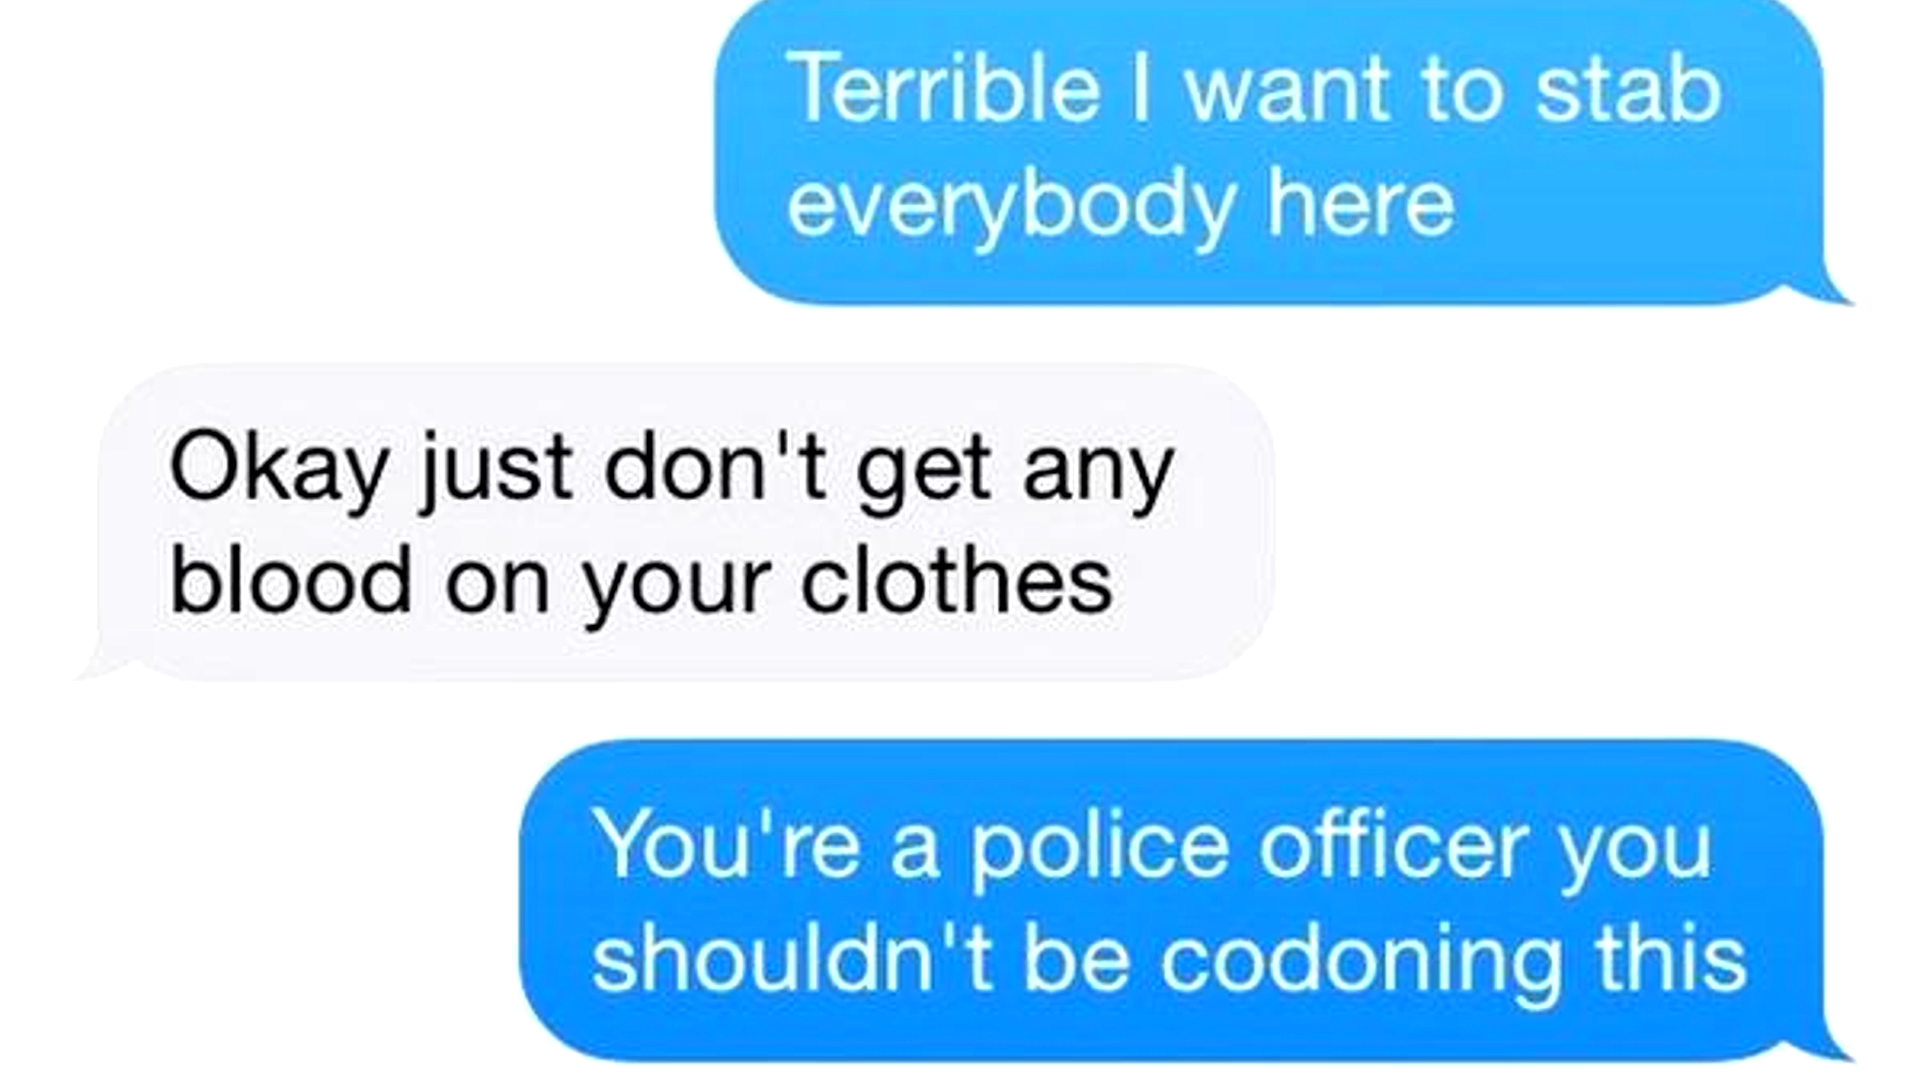 Terrible I want to stab
everybody here
Okay just don't get any
blood on your clothes
You're a police officer you
shouldn't be codoning this